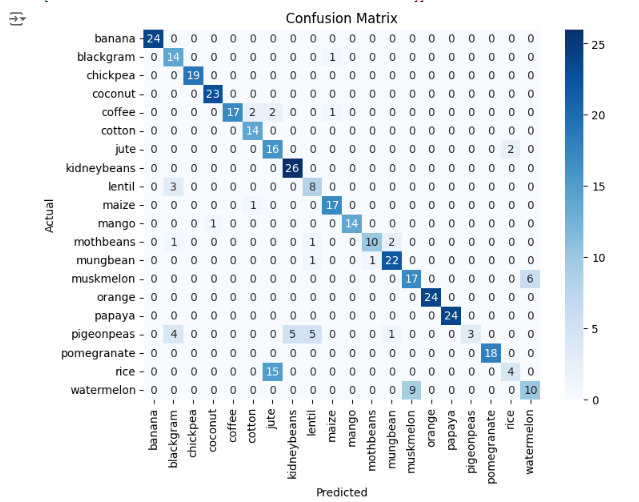 Confusion Matrix
banana 24 0 0 0 0 0 0 0 0 0 0 0 0 0 0 0 0 0 0 0
blackgram 0 14 0 0 0 0 0 0 0 1 0 0 0 0 0 0 0 0 0 0
chickpea 0 0 19 0 0 0 0 0 0 0 0 0 0 0 0 0 0 0 0 0
coconut 0 0 0 23 0 0 0 0 0 0 0 0 0 0 0 0 0 0 0 0
coffee 0 0 0 0 17 2 2 0 0 1 0 0 0 0 0 0 0 0 0 0
cotton 0 0 0 0 0 14 0 0 0 0 0 0 0 0 0 0 0 0 0 0
jute 0 0 0 0 0 0 16 0 0 0 0 0 0 0 0 0 0 0 2 0
kidneybeans 0 0 0 0 0 0 0 26 0 0 0 0 0 0 0 0 0 0 0 0
lentil 0 3 0 0 0 0 0 0 8 0 0 0 0 0 0 0 0 0 0 0
maize 0 0 0 0 0 1 0 0 0 17 0 0 0 0 0 0 0 0 0 0
mango 0 0 0 1 0 0 0 0 0 0 14 0 0 0 0 0 0 0 0 0
mothbeans 0 1 0 0 0 0 0 0 1 0 0 10 2 0 0 0 0 0 0 0
mungbean 0 0 0 0 0 0 0 0 1 0 0 1 22 0 0 0 0 0 0 0
muskmelon 0 0 0 0 0 0 0 0 0 0 0 0 0 17 0 0 0 0 0 6
orange 0 0 0 0 0 0 0 0 0 0 0 0 0 0 24 0 0 0 0 0
papaya 0 0 0 0 0 0 0 0 0 0 0 0 0 0 0 24 0 0 0 0
pigeonpeas 0 4 0 0 0 0 0 5 5 0 0 0 1 0 0 0 3 0 0 0
pomegranate 0 0 0 0 0 0 0 0 0 0 0 0 0 0 0 0 0 18 0 0
rice 0 0 0 0 0 0 15 0 0 0 0 0 0 0 0 0 0 0 4 0
watermelon 0 0 0 0 0 0 0 0 0 0 0 0 0 9 0 0 0 0 0 10
Actual
banana
blackgram
chickpea
coconut
coffee
cotton
jute
kidneybeans
lentil
maize
mango
mothbeans
mungbean
muskmelon
orange
papaya
pigeonpeas
pomegranate
rice
watermelon
Predicted
25
20
15
10
5
0